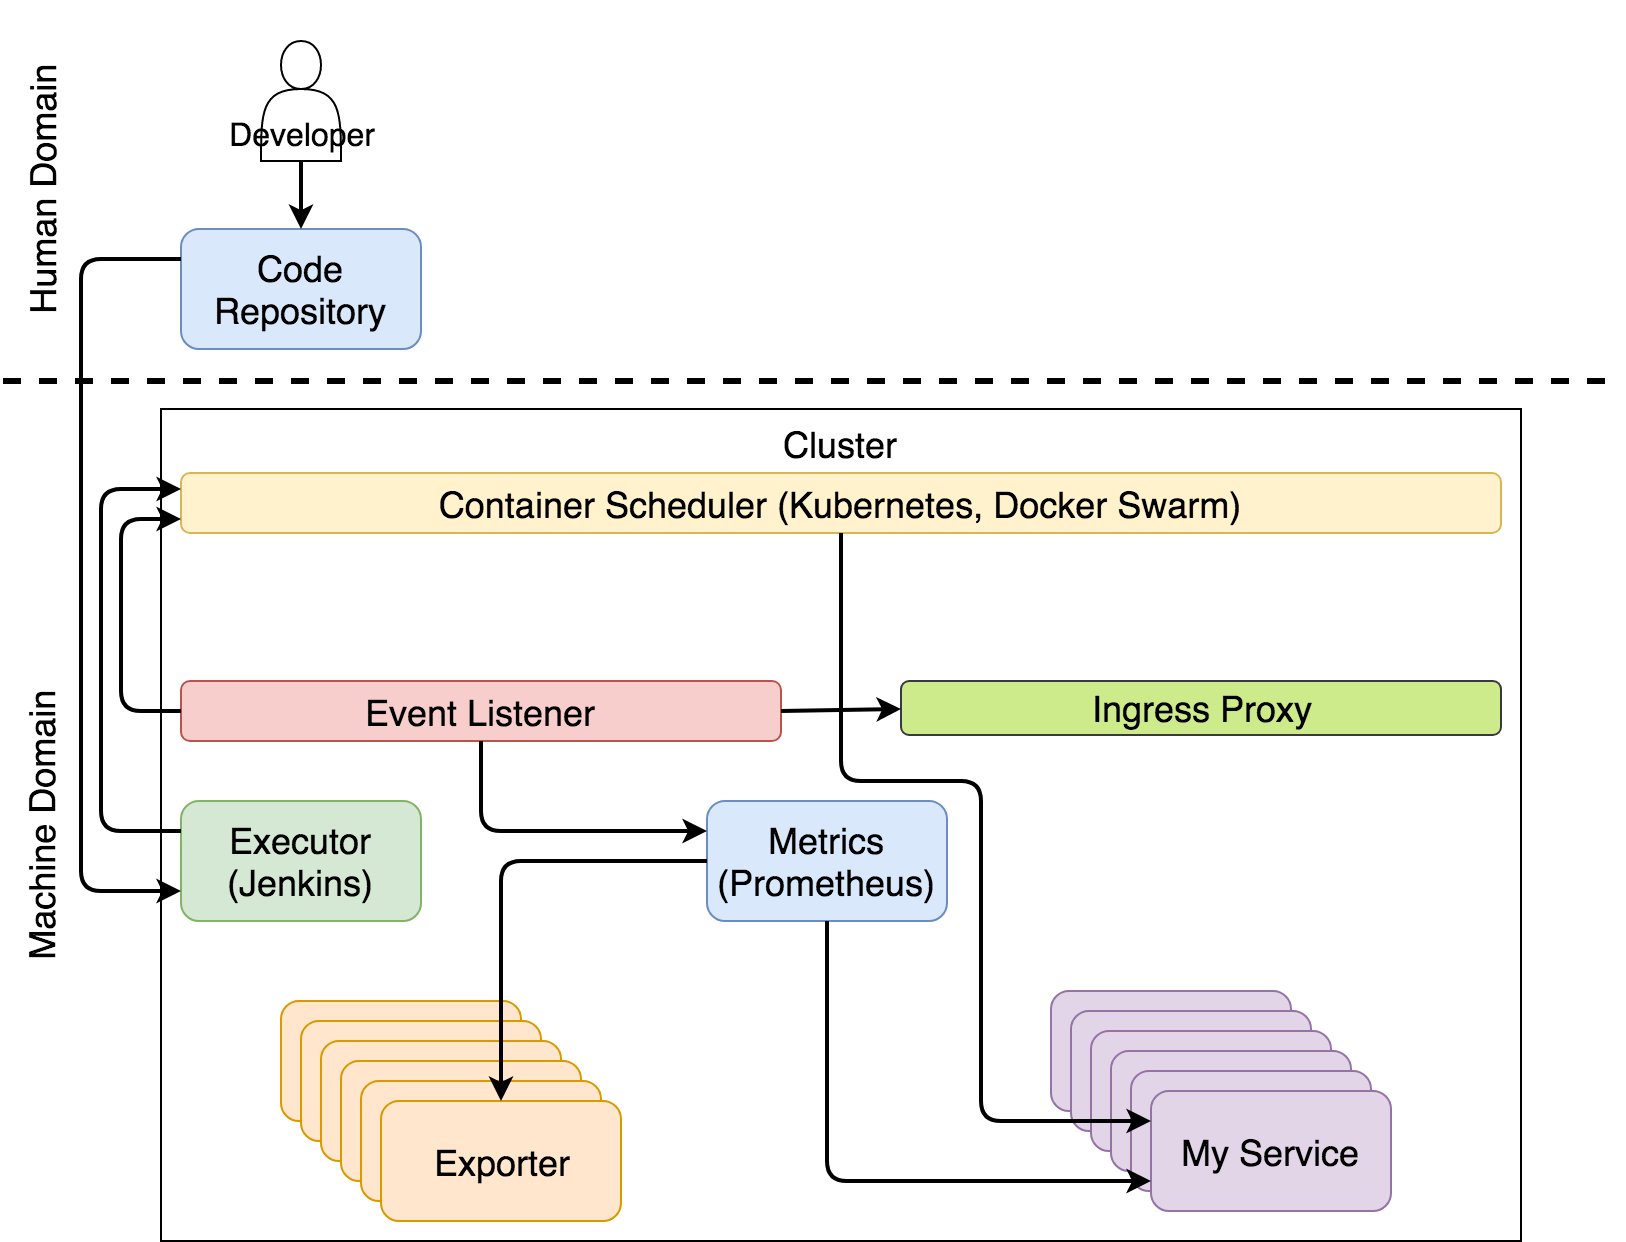 Human Domain
Developer
Code
Repository
Cluster
Container Scheduler (Kubernetes, Docker Swarm)
Event Listener
Ingress Proxy
Machine Domain
Executor
(Jenkins)
Metrics
(Prometheus)
Exporter
My Service